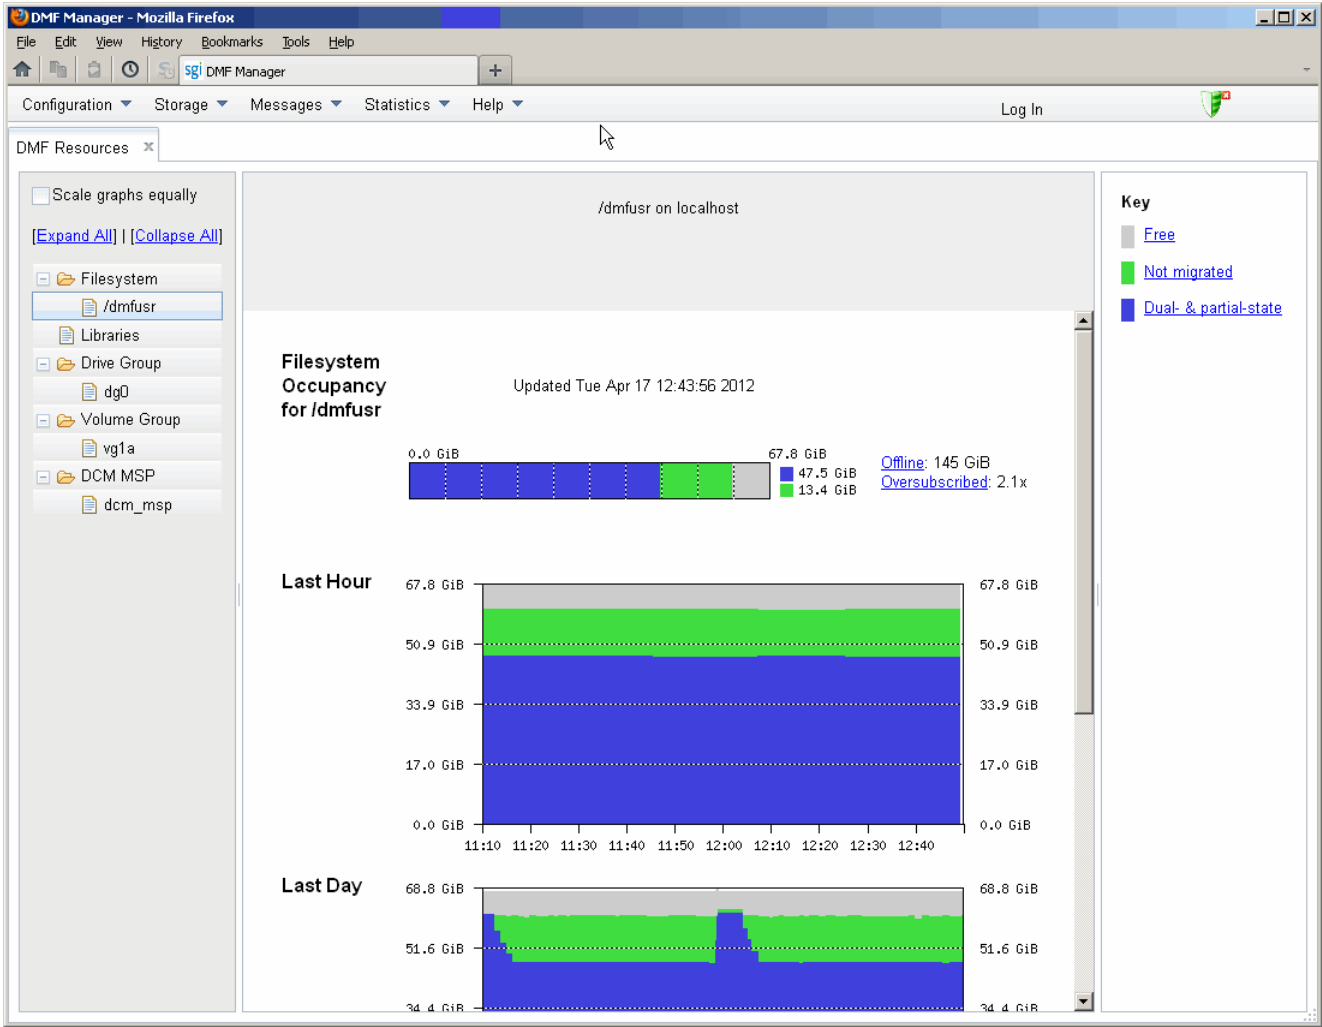 DMF Manager - Mozilla Firefox
File Edit View History Bookmarks Tools Help
sgi DMF Manager +
Configuration Storage Messages Statistics Help Log In
DMF Resources x
Scale graphs equally
[Expand All] | [Collapse All]
Filesystem
/dmfusr
Libraries
Drive Group
dg0
Volume Group
vg1a
DCM MSP
dcm_msp
/dmfusr on localhost
Filesystem
Occupancy
for /dmfusr
Updated Tue Apr 17 12:43:56 2012
0.0 GiB 67.8 GiB
47.5 GiB
13.4 GiB
Offline: 145 GiB
Oversubscribed: 2.1x
Last Hour
67.8 GiB 67.8 GiB
50.9 GiB 50.9 GiB
33.9 GiB 33.9 GiB
17.0 GiB 17.0 GiB
0.0 GiB 0.0 GiB
11:10 11:20 11:30 11:40 11:50 12:00 12:10 12:20 12:30 12:40
Last Day
68.8 GiB 68.8 GiB
51.6 GiB 51.6 GiB
34.4 GiB 34.4 GiB
Key
Free
Not migrated
Dual- & partial-state